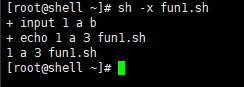 [root@shell ~]# sh -x fun1.sh
+ input 1 a b
+ echo 1 a 3 fun1.sh
1 a 3 fun1.sh
[root@shell ~]#